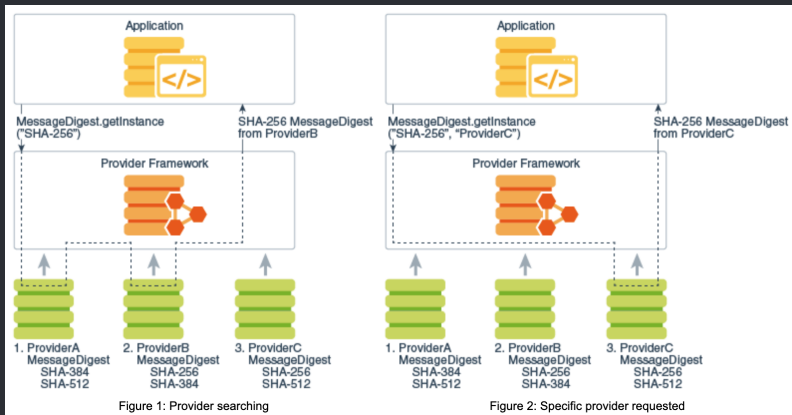 Application
</>
MessageDigest.getInstance
("SHA-256")
SHA-256 MessageDigest
from ProviderB
Provider Framework
1. ProviderA
MessageDigest
SHA-384
SHA-512
2. ProviderB
MessageDigest
SHA-256
SHA-384
3. ProviderC
MessageDigest
SHA-256
SHA-512
Figure 1: Provider searching
Application
</>
MessageDigest.getInstance
("SHA-256", “ProviderC”)
SHA-256 MessageDigest
from ProviderC
Provider Framework
1. ProviderA
MessageDigest
SHA-384
SHA-512
2. ProviderB
MessageDigest
SHA-256
SHA-384
3. ProviderC
MessageDigest
SHA-256
SHA-512
Figure 2: Specific provider requested